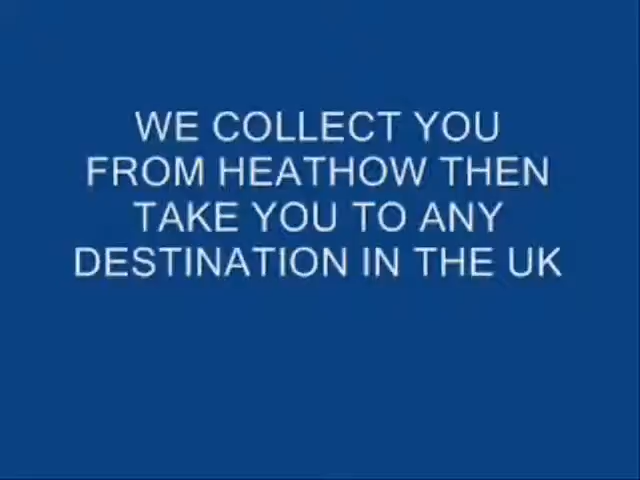 WE COLLECT YOU
FROM HEATHOW THEN
TAKE YOU TO ANY
DESTINATION IN THE UK